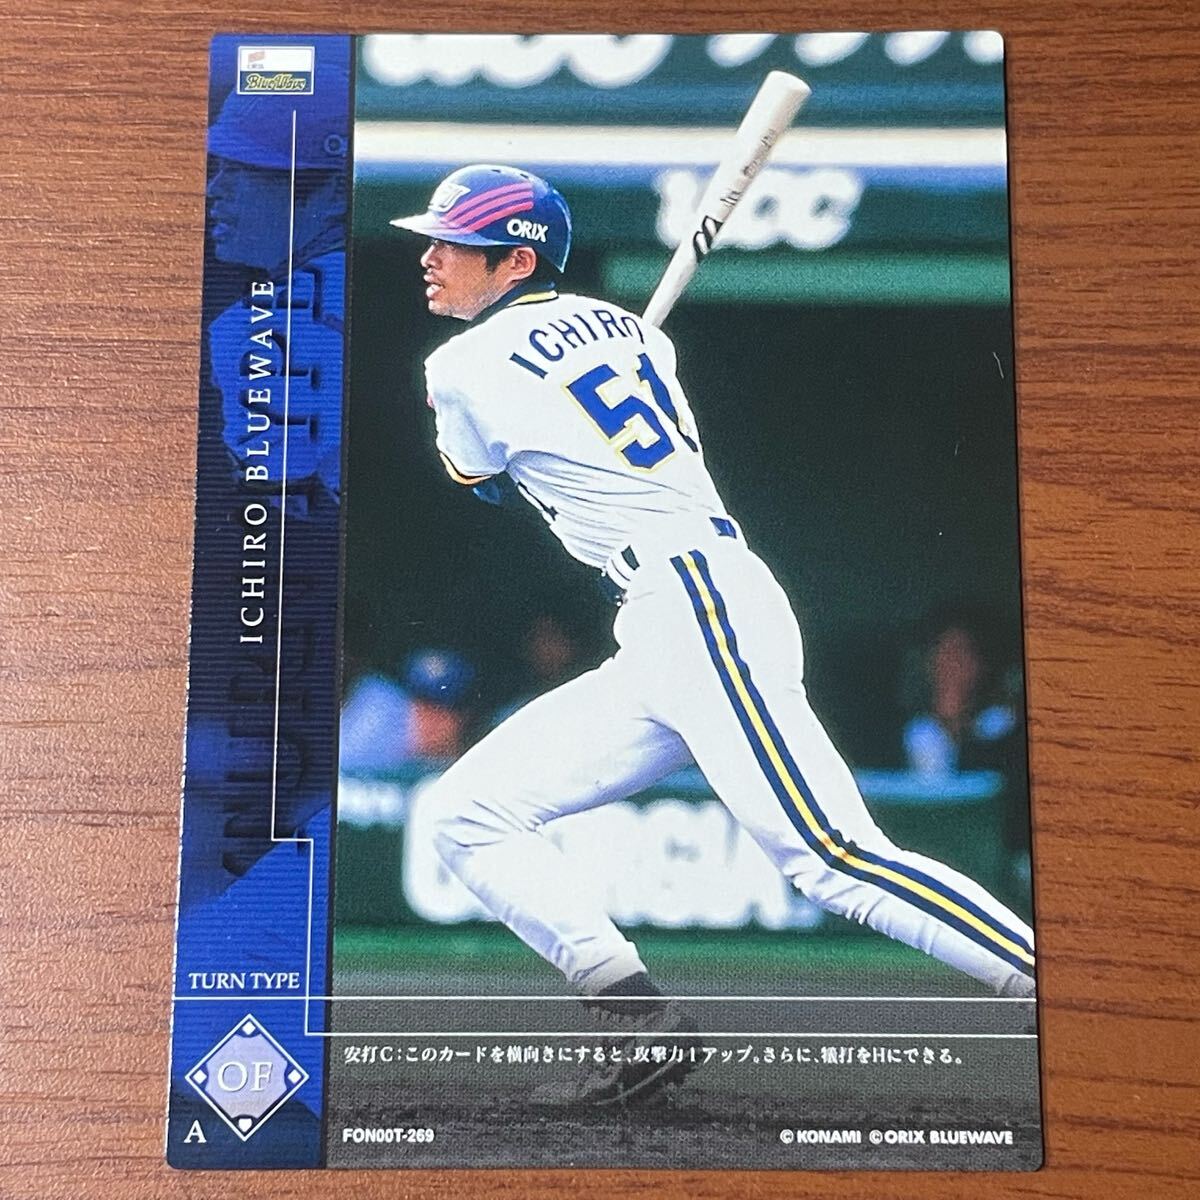 BlueWave
ICHIRO BLUEWAVE
UCC
ORIX
ICHIRO
51
TURN TYPE
OF
A
安打C:このカードを横向きにすると、攻撃力1アップ。さらに、犠打をHにできる。
FON00T-269
© KONAMI ©ORIX BLUEWAVE